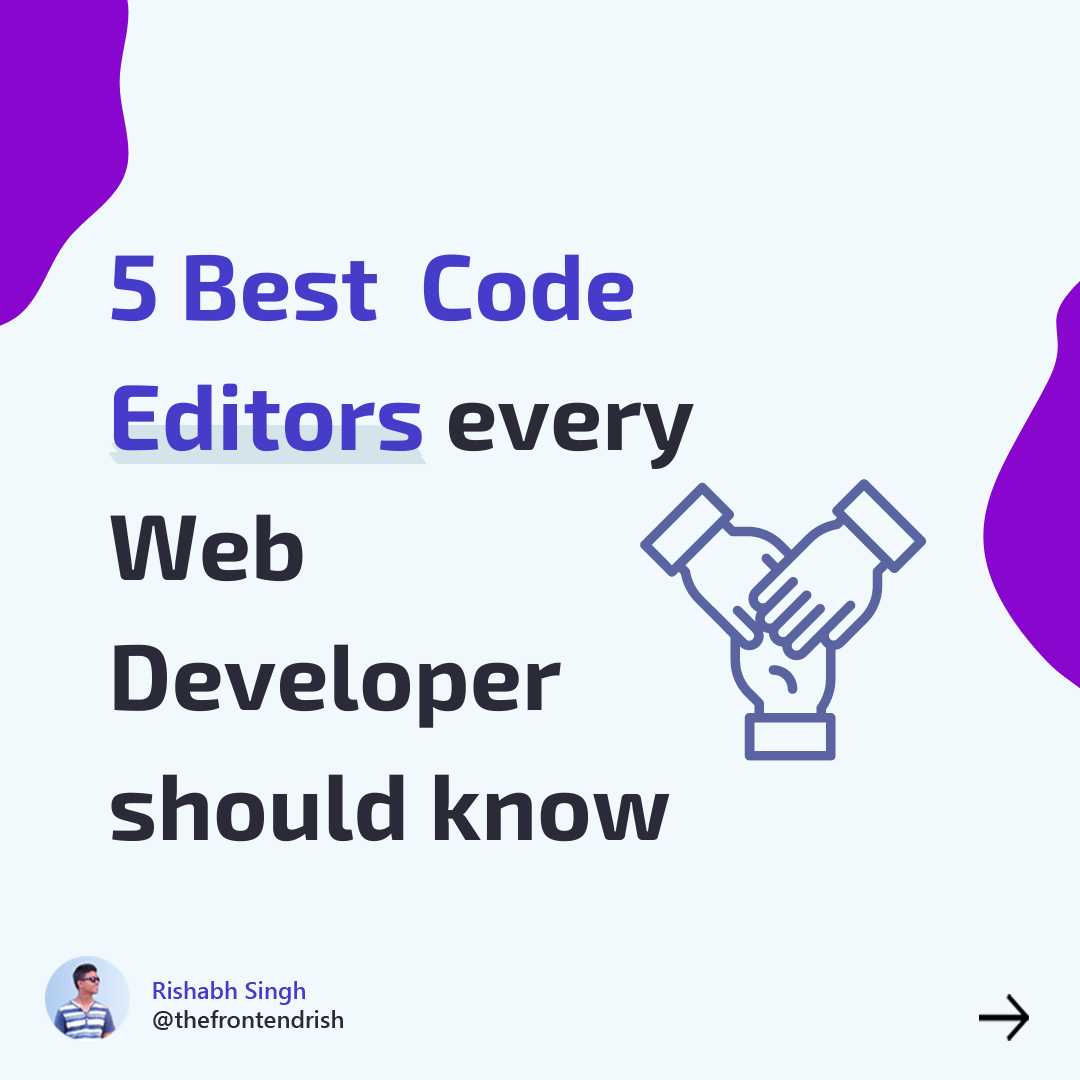 5 Best  Code
Editors every
Web
Developer
should know
Rishabh Singh
@thefrontendrish